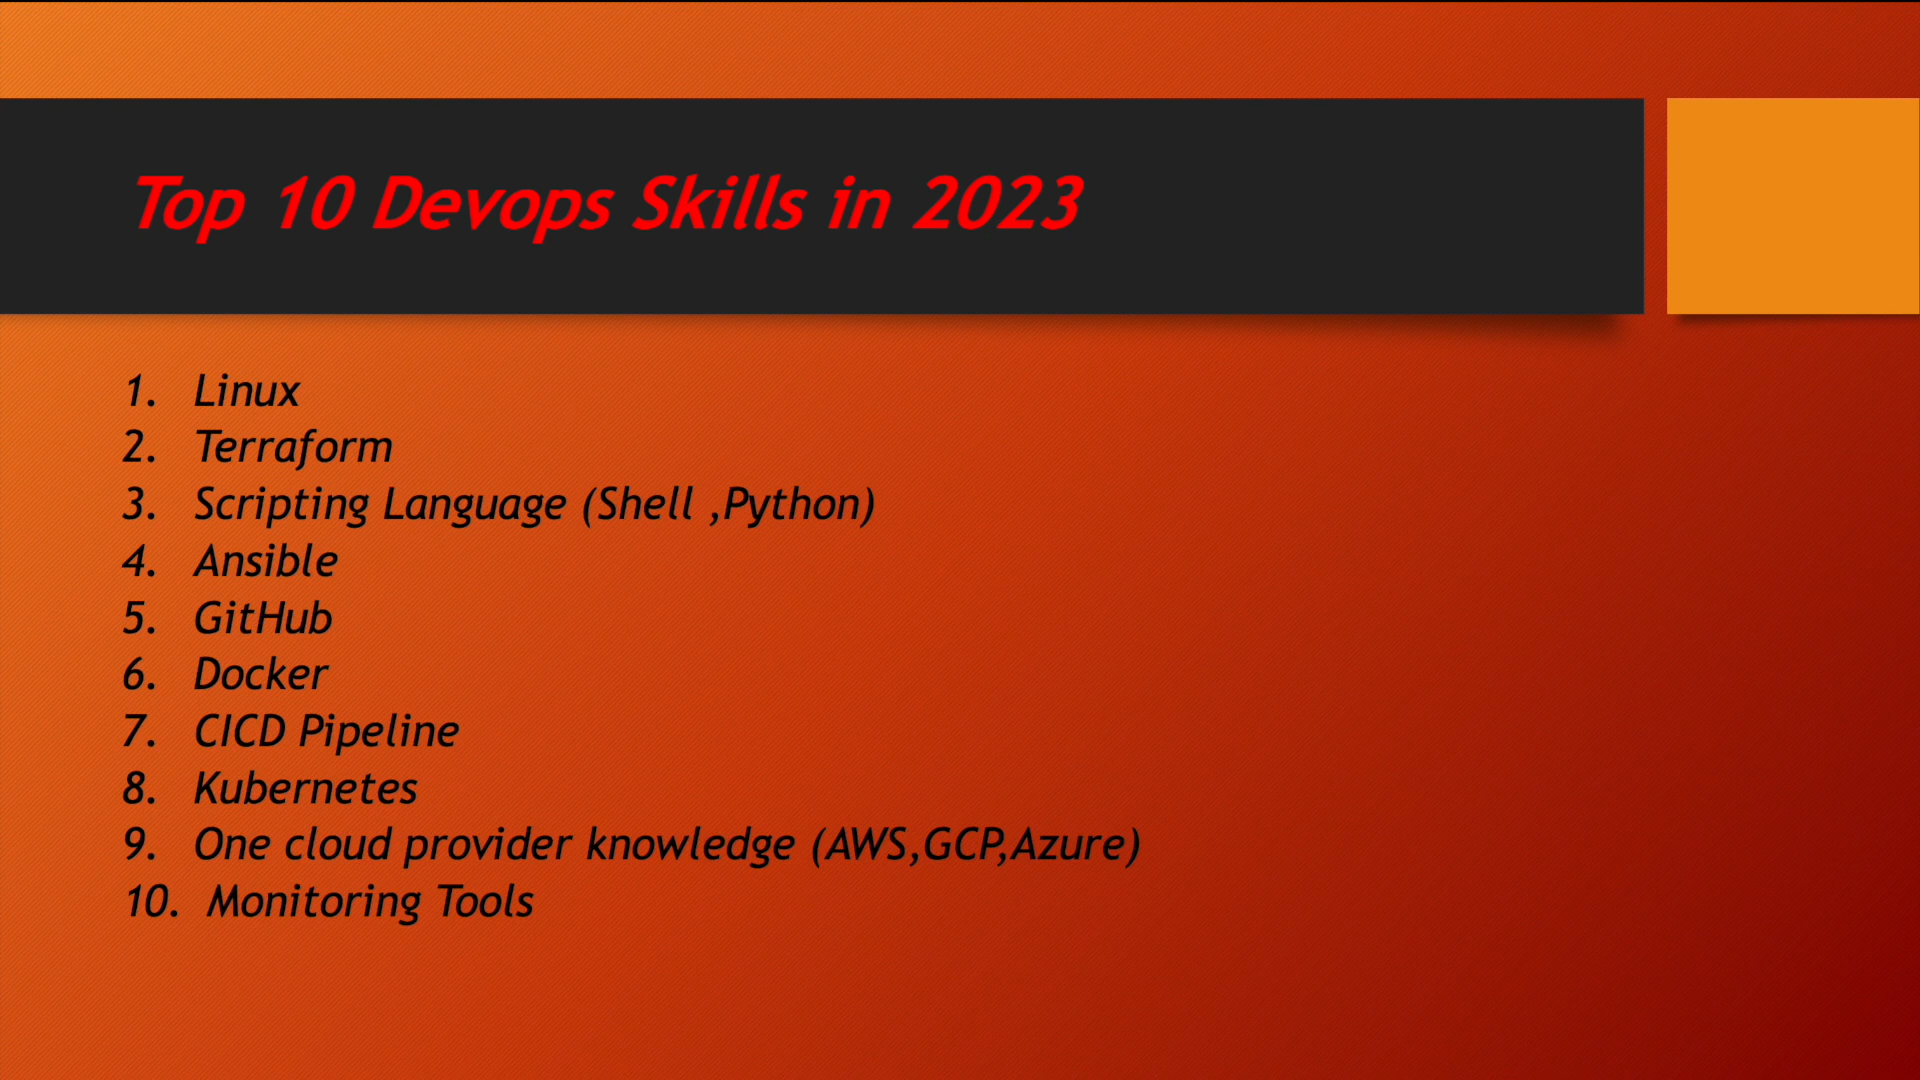 Top 10 Devops Skills in 2023
1. Linux
2. Terraform
3. Scripting Language (Shell ,Python)
4. Ansible
5. GitHub
6. Docker
7. CICD Pipeline
8. Kubernetes
9. One cloud provider knowledge (AWS,GCP,Azure)
10. Monitoring Tools